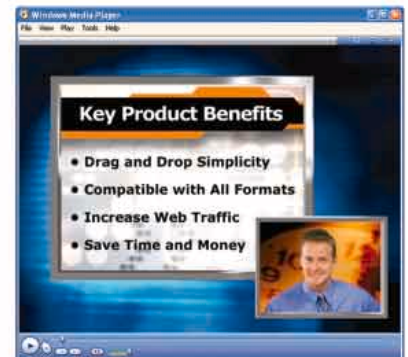 Windows Media Player
File View Play Tools Help
Key Product Benefits
• Drag and Drop Simplicity
• Compatible with All Formats
• Increase Web Traffic
• Save Time and Money